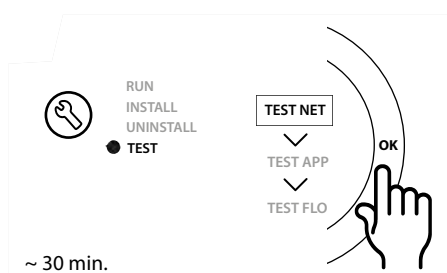 RUN
INSTALL
UNINSTALL
TEST
TEST NET
TEST APP
TEST FLO
OK
~ 30 min.